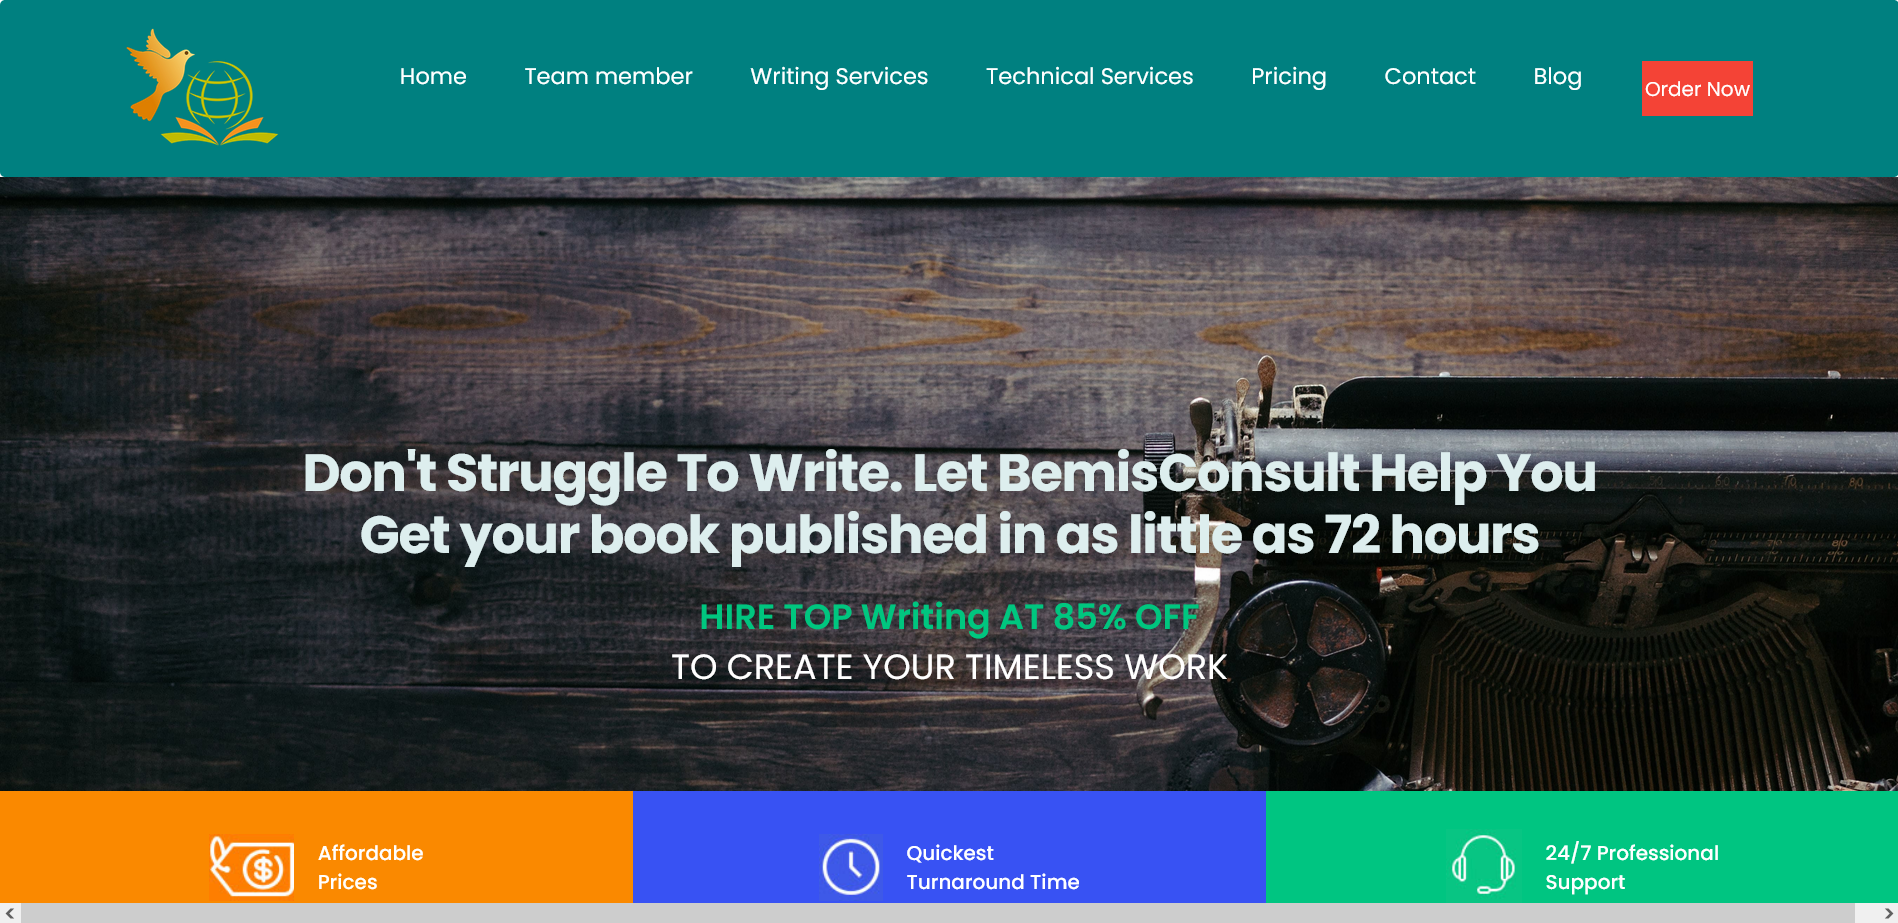 Home Team member Writing Services Technical Services Pricing Contact Blog Order Now
Don't Struggle To Write. Let BemisConsult Help You
Get your book published in as little as 72 hours
HIRE TOP Writing AT 85% OFF
TO CREATE YOUR TIMELESS WORK
Affordable
Prices
Quickest
Turnaround Time
24/7 Professional
Support